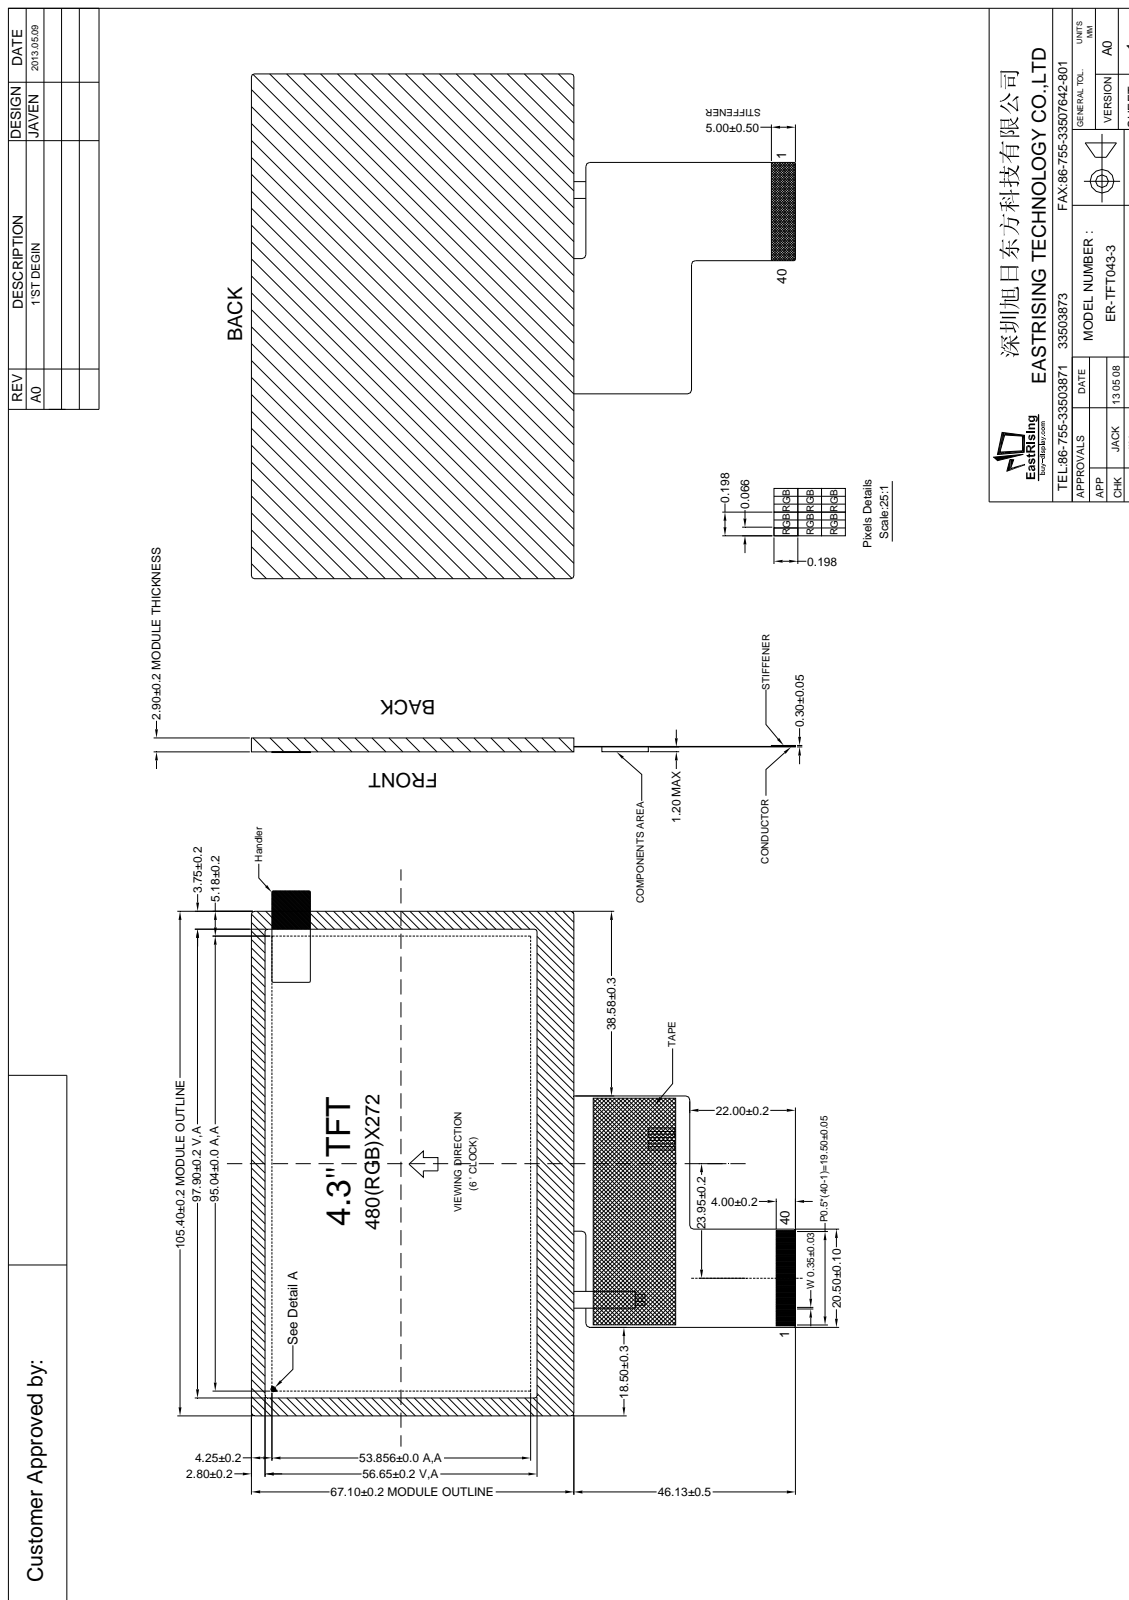 Customer Approved by:
REV DESCRIPTION DESIGN DATE
A0 1'ST DEGIN JAVEN 2013.05.09
105.40±0.2 MODULE OUTLINE
97.90±0.2 V,A
95.04±0.0 A,A
3.75±0.2
5.18±0.2
Handler
See Detail A
4.3" TFT
480(RGB)X272
VIEWING DIRECTION
(6 ' CLOCK)
4.25±0.2
2.80±0.2
53.856±0.0 A,A
56.65±0.2 V,A
67.10±0.2 MODULE OUTLINE
46.13±0.5
38.58±0.3
18.50±0.3
TAPE
22.00±0.2
23.95±0.2
4.00±0.2
1
40
W 0.35±0.03
P0.5*(40-1)=19.50±0.05
20.50±0.10
2.90±0.2 MODULE THICKNESS
FRONT
BACK
COMPONENTS AREA
1.20 MAX
CONDUCTOR
STIFFENER
0.30±0.05
BACK
STIFFENER
5.00±0.50
40
1
0.198
0.066
RGBRGB
RGBRGB
RGBRGB
0.198
Pixels Details
Scale:25:1
EastRising
buy-display.com
深圳旭日东方科技有限公司
EASTRISING TECHNOLOGY CO.,LTD
TEL:86-755-33503871 33503873 FAX:86-755-33507642-801
APPROVALS DATE
APP
CHK JACK 13 05 08
MODEL NUMBER :
ER-TFT043-3
GENERAL TOL. UNITS
MM
VERSION A0